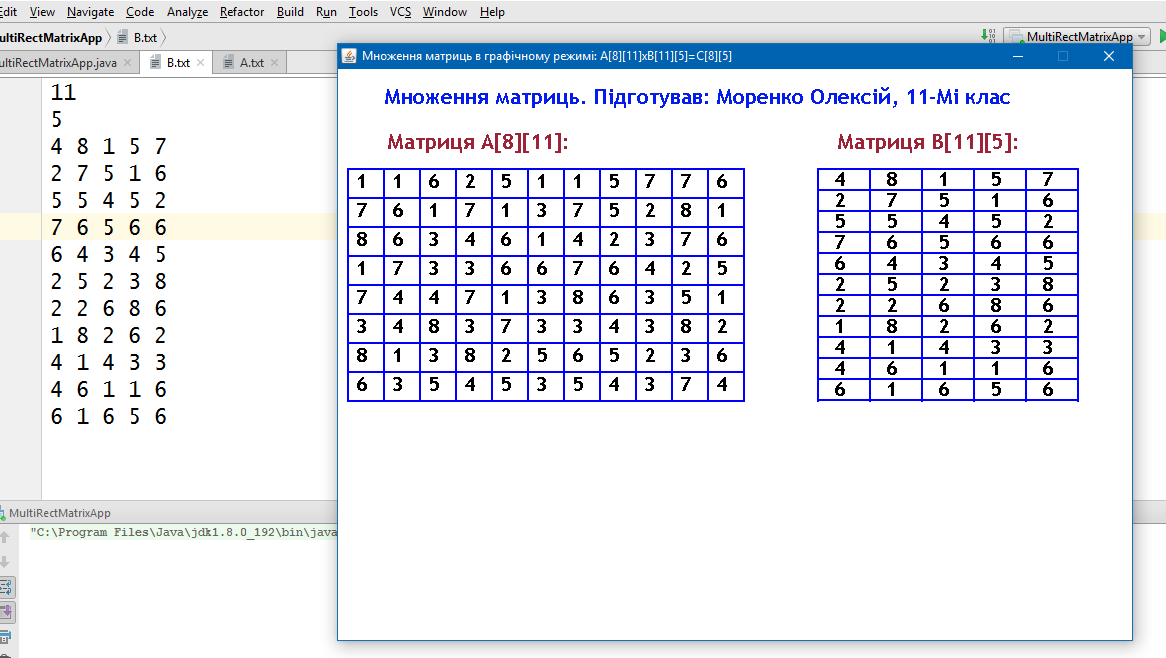 Edit View Navigate Code Analyze Refactor Build Run Tools VCS Window Help
MultiRectMatrixApp B.txt MultiRectMatrixApp
MultiRectMatrixApp.java B.txt A.txt
11
5
4 8 1 5 7
2 7 5 1 6
5 5 4 5 2
7 6 5 6 6
6 4 3 4 5
2 5 2 3 8
2 2 6 8 6
1 8 2 6 2
4 1 4 3 3
4 6 1 1 6
6 1 6 5 6
Множення матриць в графічному режимі: A[8][11]xB[11][5]=C[8][5]
Множення матриць. Підготував: Моренко Олексій, 11-Мі клас
Матриця A[8][11]:
1 1 6 2 5 1 1 5 7 7 6
7 6 1 7 1 3 7 5 2 8 1
8 6 3 4 6 1 4 2 3 7 6
1 7 3 3 6 6 7 6 4 2 5
7 4 4 7 1 3 8 6 3 5 1
3 4 8 3 7 3 3 4 3 8 2
8 1 3 8 2 5 6 5 2 3 6
6 3 5 4 5 3 5 4 3 7 4
Матриця B[11][5]:
4 8 1 5 7
2 7 5 1 6
5 5 4 5 2
7 6 5 6 6
6 4 3 4 5
2 5 2 3 8
2 2 6 8 6
1 8 2 6 2
4 1 4 3 3
4 6 1 1 6
6 1 6 5 6
MultiRectMatrixApp
"C:\Program Files\Java\jdk1.8.0_192\bin\java